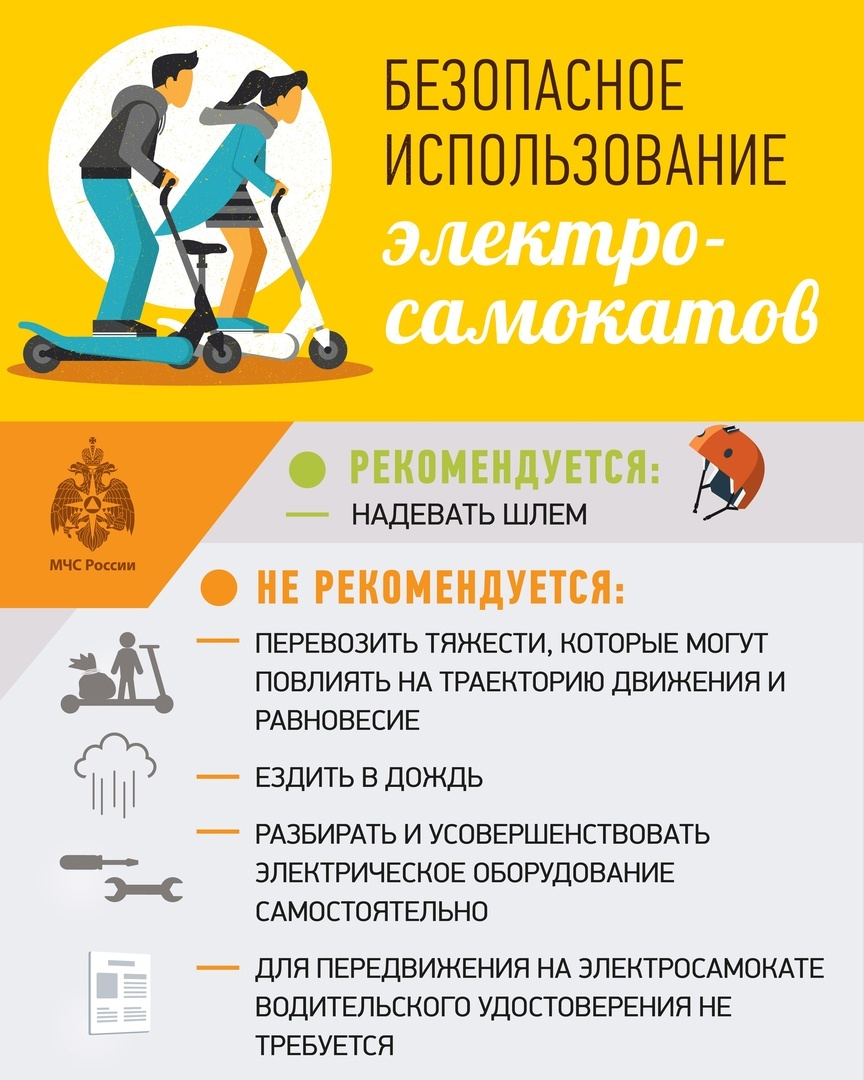 БЕЗОПАСНОЕ
ИСПОЛЬЗОВАНИЕ
электро-
самокатов
МЧС России
РЕКОМЕНДУЕТСЯ:
НАДЕВАТЬ ШЛЕМ
НЕ РЕКОМЕНДУЕТСЯ:
ПЕРЕВОЗИТЬ ТЯЖЕСТИ, КОТОРЫЕ МОГУТ
ПОВЛИЯТЬ НА ТРАЕКТОРИЮ ДВИЖЕНИЯ И
РАВНОВЕСИЕ
ЕЗДИТЬ В ДОЖДЬ
РАЗБИРАТЬ И УСОВЕРШЕНСТВОВАТЬ
ЭЛЕКТРИЧЕСКОЕ ОБОРУДОВАНИЕ
САМОСТОЯТЕЛЬНО
ДЛЯ ПЕРЕДВИЖЕНИЯ НА ЭЛЕКТРОСАМОКАТЕ
ВОДИТЕЛЬСКОГО УДОСТОВЕРЕНИЯ НЕ
ТРЕБУЕТСЯ